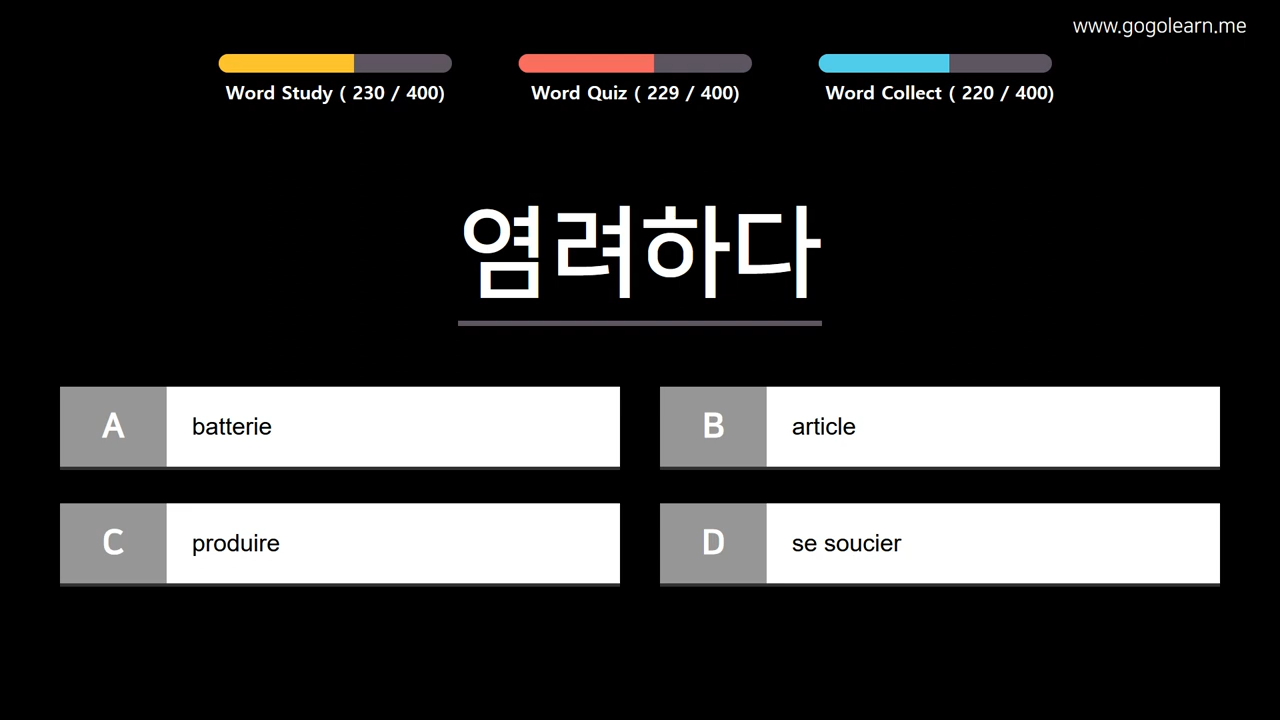 www.gogolearn.me
Word Study ( 230 / 400)
Word Quiz ( 229 / 400)
Word Collect ( 220 / 400)
염려하다
A batterie
B article
C produire
D se soucier